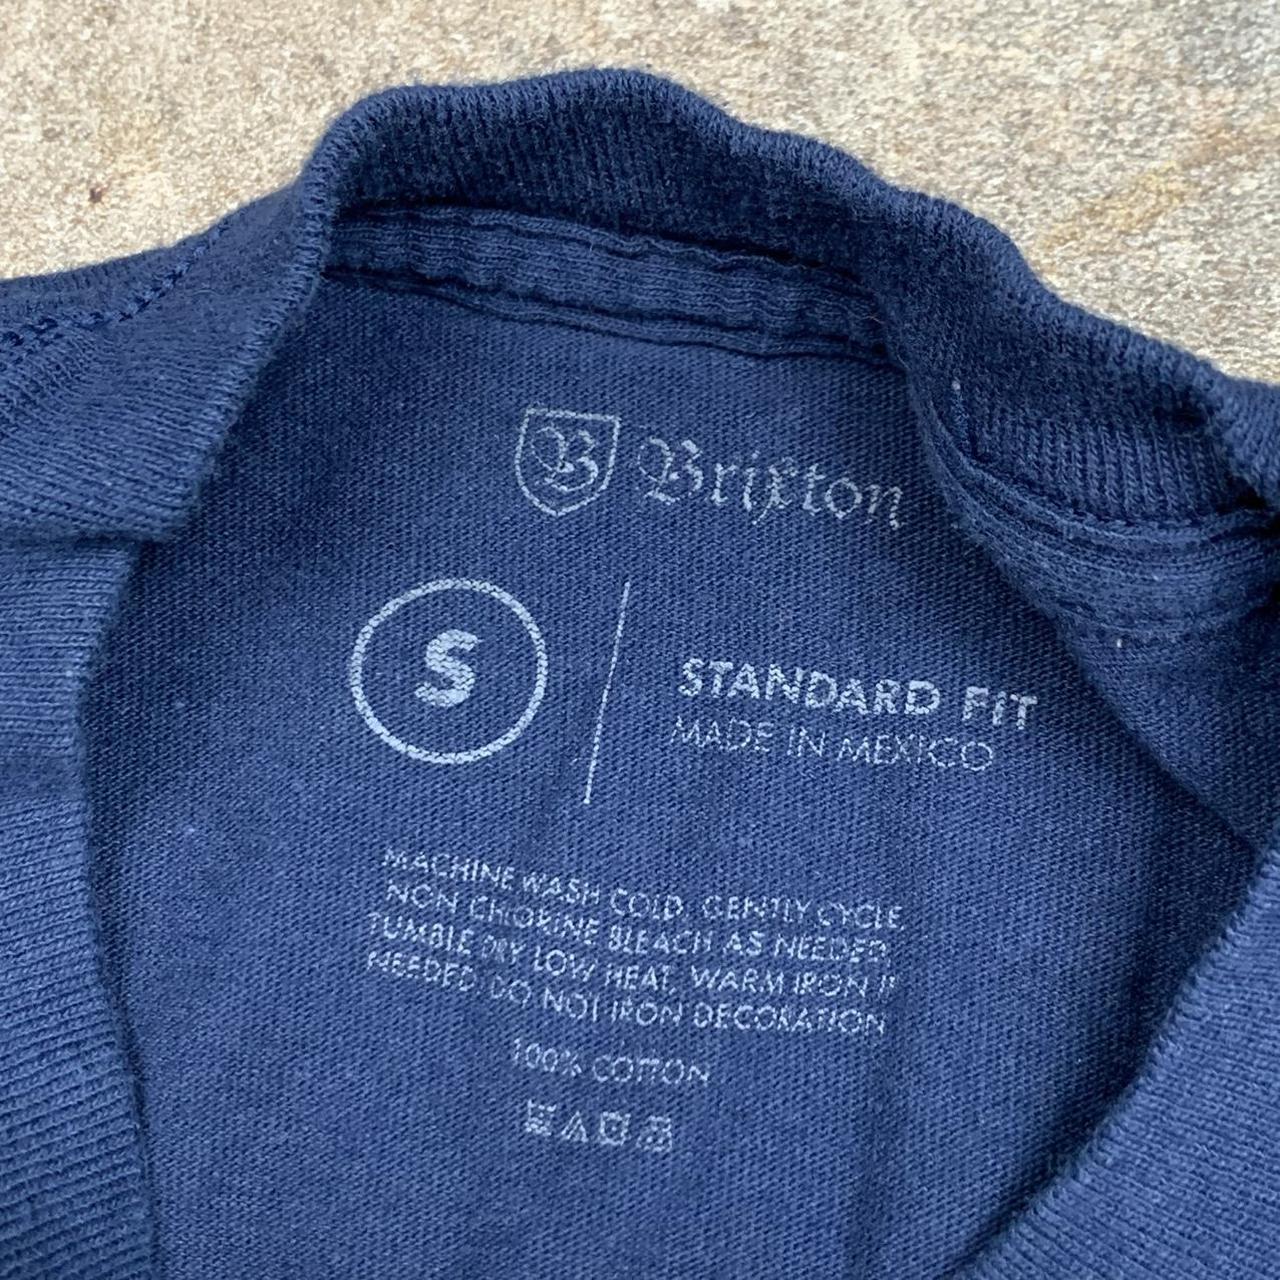 B Brixton
S
STANDARD FIT
MADE IN MEXICO
MACHINE WASH COLD, GENTLY CYCLE,
NON CHLORINE BLEACH AS NEEDED,
TUMBLE DRY LOW HEAT, WARM IRON IF
NEEDED, DO NOT IRON DECORATION
100% COTTON